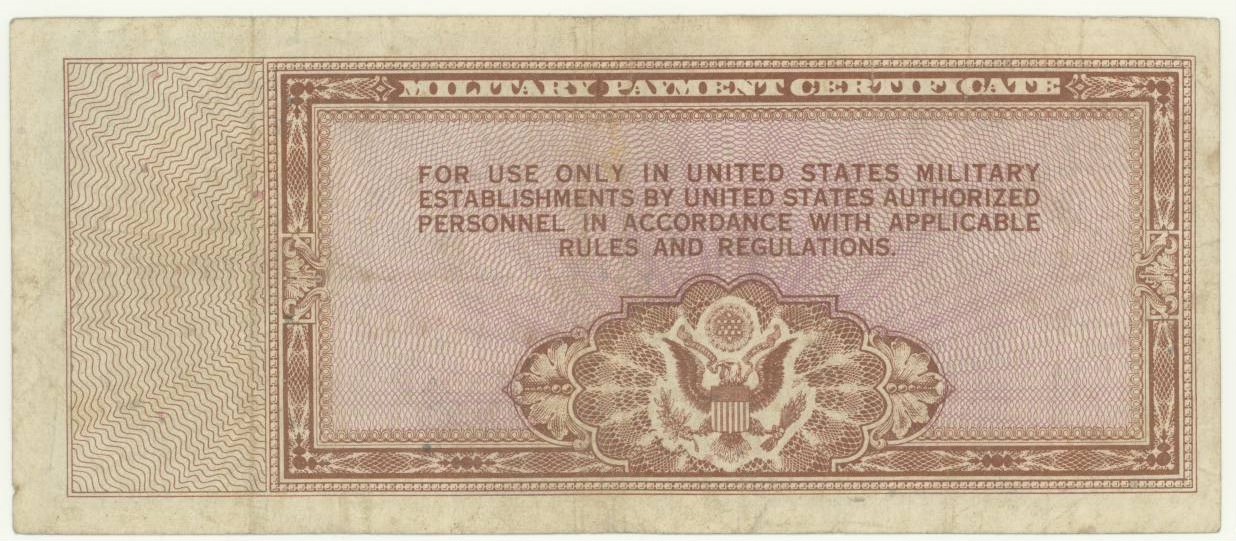 MILITARY PAYMENT CERTIFICATE
FOR USE ONLY IN UNITED STATES MILITARY
ESTABLISHMENTS BY UNITED STATES AUTHORIZED
PERSONNEL IN ACCORDANCE WITH APPLICABLE
RULES AND REGULATIONS.